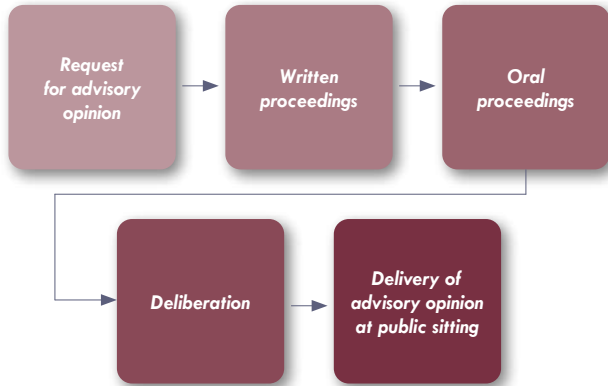 Request
for advisory
opinion
Written
proceedings
Oral
proceedings
Deliberation
Delivery of
advisory opinion
at public sitting